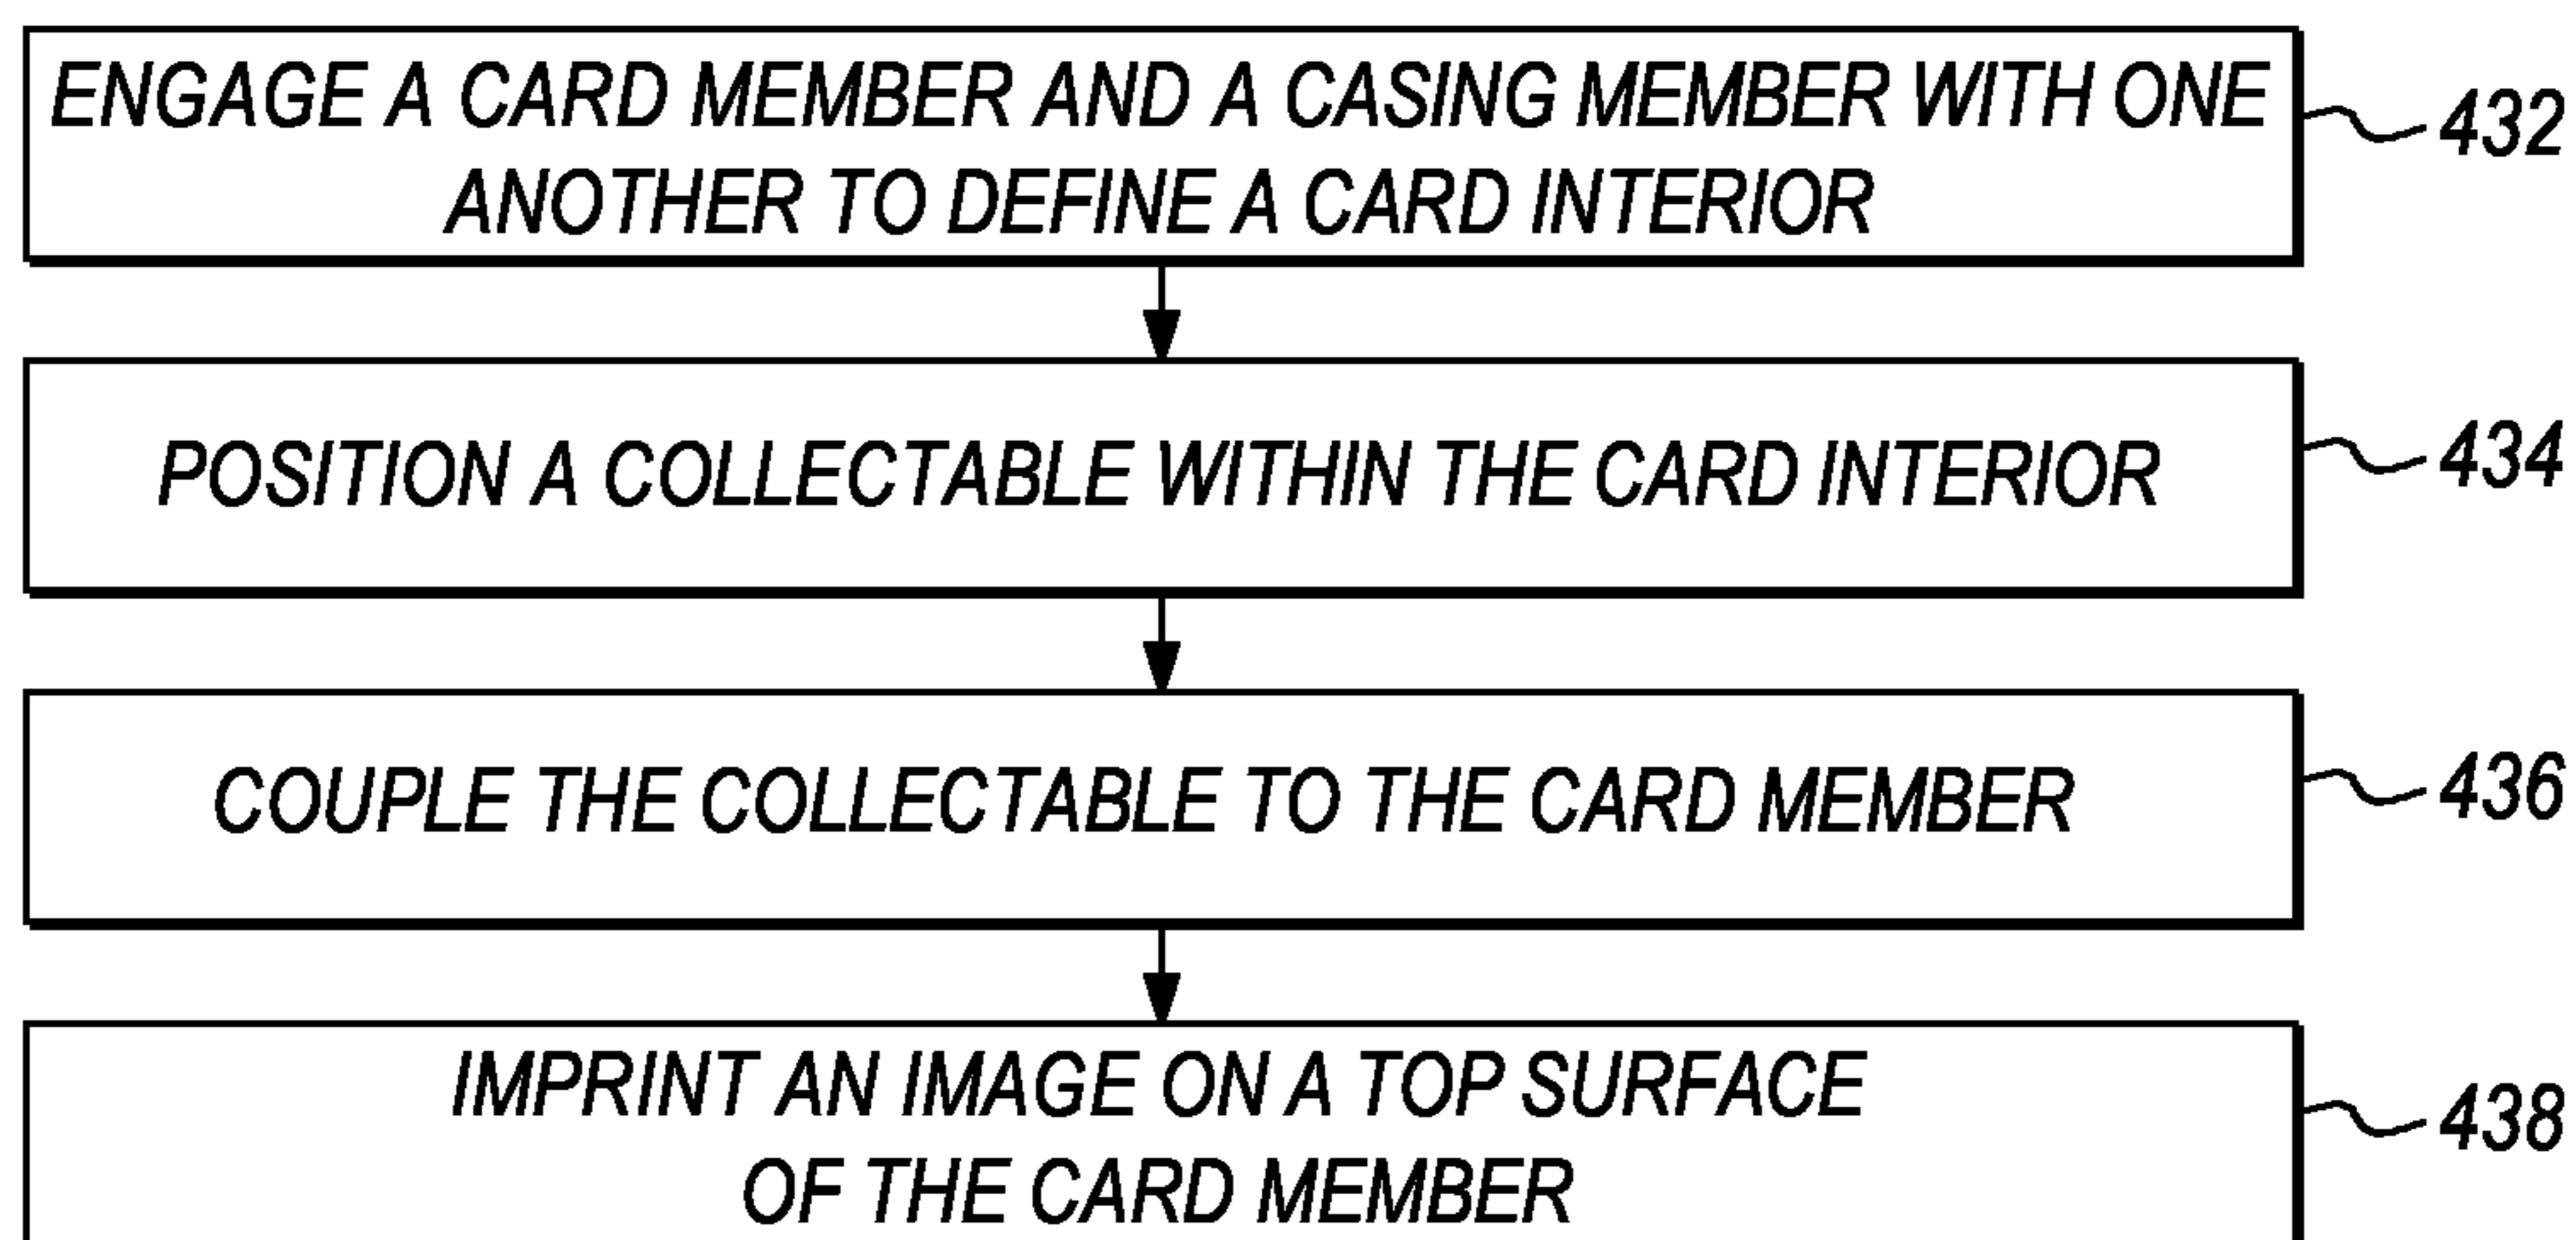 ENGAGE A CARD MEMBER AND A CASING MEMBER WITH ONE
ANOTHER TO DEFINE A CARD INTERIOR
432
POSITION A COLLECTABLE WITHIN THE CARD INTERIOR
434
COUPLE THE COLLECTABLE TO THE CARD MEMBER
436
IMPRINT AN IMAGE ON A TOP SURFACE
OF THE CARD MEMBER
438